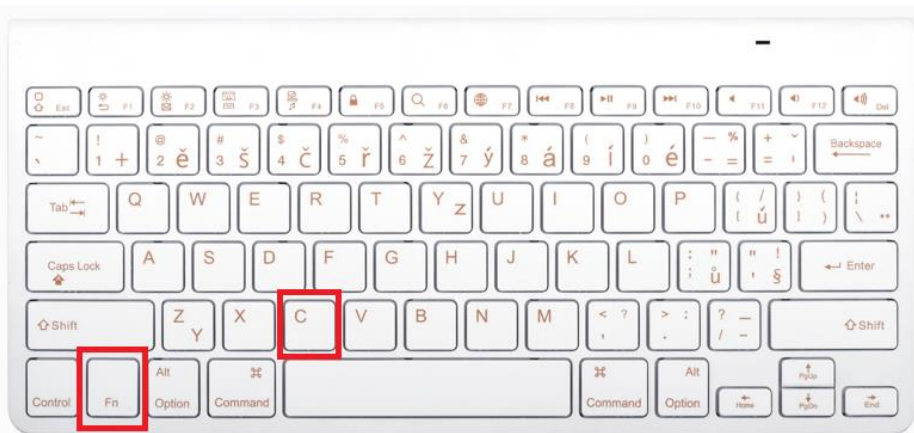 Esc F1 F2 F3 F4 F5 F6 F7 F8 F9 F10 F11 F12 Del
~ ! @ # $ % ^ & * ( ) — % + ˇ Backspace
` 1 + 2 ě 3 š 4 č 5 ř 6 ž 7 ý 8 á 9 í 0 é - = = '
Tab Q W E R T Y Z U I O P { / } ( |
[ ú ] ) \ ¨
Caps Lock A S D F G H J K L : " " ! Enter
; ů ' §
Shift Z Y X C V B N M < ? > : ? — Shift
, . / -
Alt ⌘ ⌘ Alt PgUp
Control Fn Option Command Command Option Home PgDn End